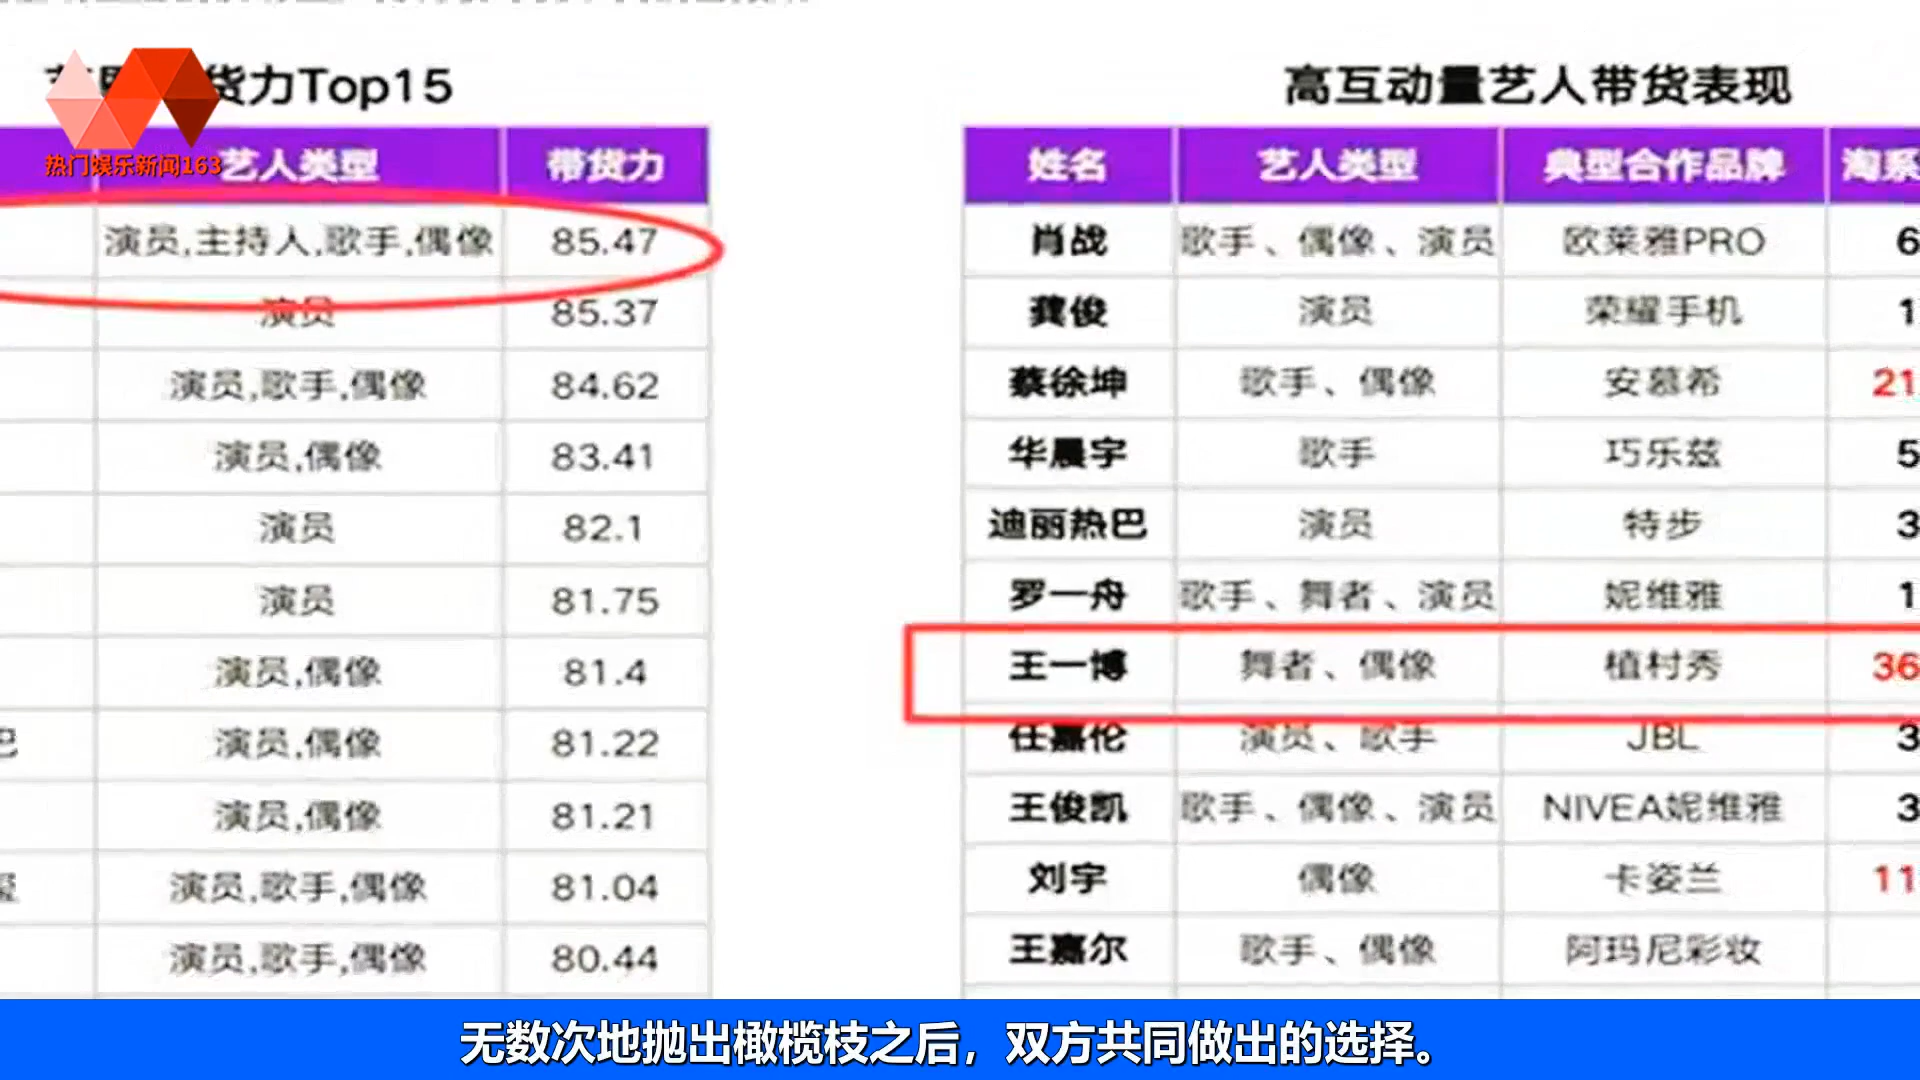 货力Top15
热门娱乐新闻163
艺人类型 带货力
演员,主持人,歌手,偶像 85.47
演员 85.37
演员,歌手,偶像 84.62
演员,偶像 83.41
演员 82.1
演员 81.75
演员,偶像 81.4
巴 演员,偶像 81.22
演员,偶像 81.21
演员,歌手,偶像 81.04
演员,歌手,偶像 80.44
高互动量艺人带货表现
姓名 艺人类型 典型合作品牌 淘系
肖战 歌手、偶像、演员 欧莱雅PRO 6
龚俊 演员 荣耀手机 1
蔡徐坤 歌手、偶像 安慕希 21
华晨宇 歌手 巧乐兹 5
迪丽热巴 演员 特步 3
罗一舟 歌手、舞者、演员 妮维雅 1
王一博 舞者、偶像 植村秀 36
任嘉伦 演员、歌手 JBL 3
王俊凯 歌手、偶像、演员 NIVEA妮维雅 3
刘宇 偶像 卡姿兰 11
王嘉尔 歌手、偶像 阿玛尼彩妆
无数次地抛出橄榄枝之后，双方共同做出的选择。